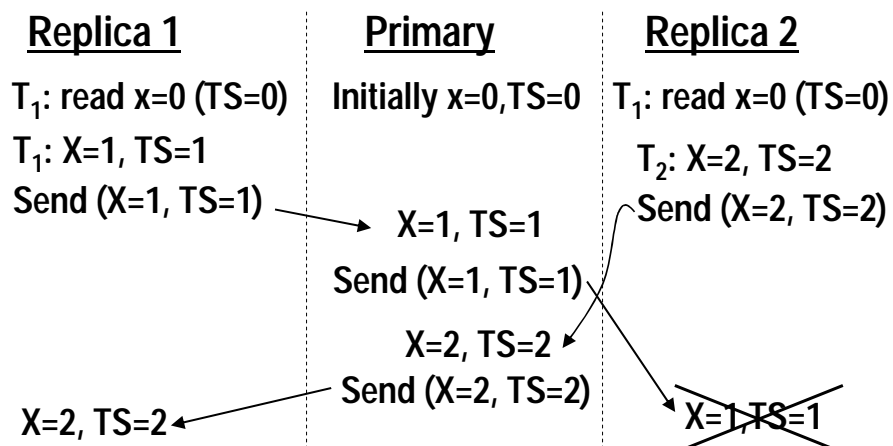 Replica 1
T₁: read x=0 (TS=0)
T₁: X=1, TS=1
Send (X=1, TS=1)
X=2, TS=2
Primary
Initially x=0,TS=0
X=1, TS=1
Send (X=1, TS=1)
X=2, TS=2
Send (X=2, TS=2)
Replica 2
T₁: read x=0 (TS=0)
T₂: X=2, TS=2
Send (X=2, TS=2)
X=1,TS=1